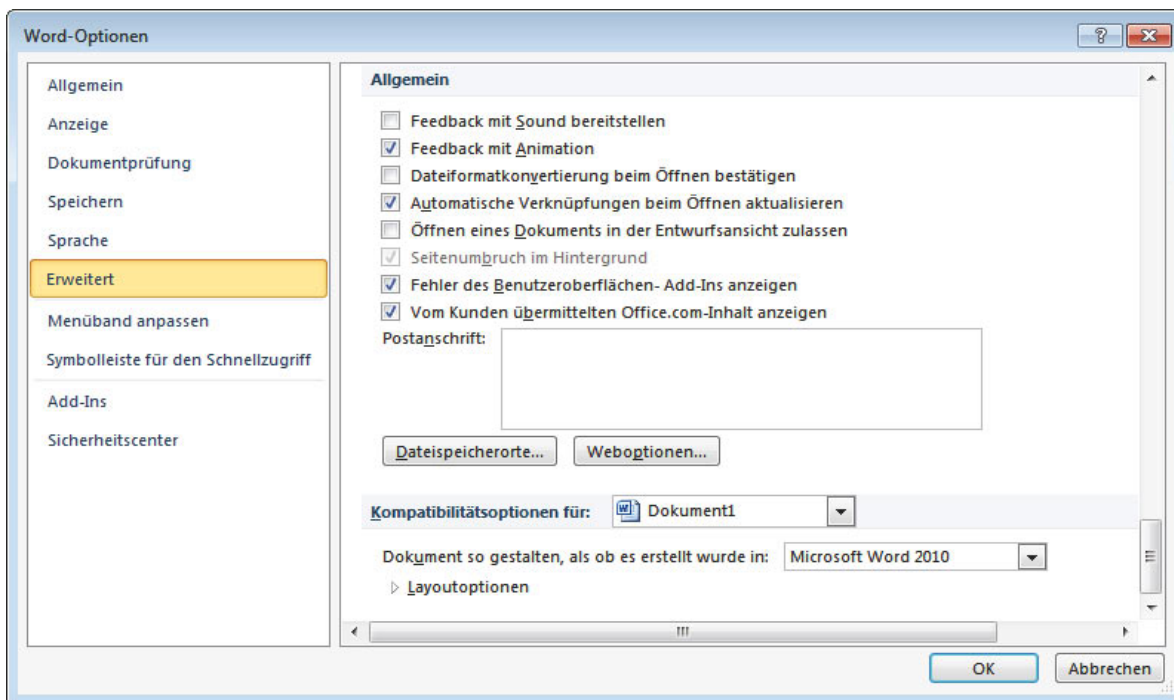 Word-Optionen
Allgemein
Anzeige
Dokumentprüfung
Speichern
Sprache
Erweitert
Menüband anpassen
Symbolleiste für den Schnellzugriff
Add-Ins
Sicherheitscenter
Allgemein
Feedback mit Sound bereitstellen
Feedback mit Animation
Dateiformatkonvertierung beim Öffnen bestätigen
Automatische Verknüpfungen beim Öffnen aktualisieren
Öffnen eines Dokuments in der Entwurfsansicht zulassen
Seitenumbruch im Hintergrund
Fehler des Benutzeroberflächen- Add-Ins anzeigen
Vom Kunden übermittelten Office.com-Inhalt anzeigen
Postanschrift:
Dateispeicherorte... Weboptionen...
Kompatibilitätsoptionen für: Dokument1
Dokument so gestalten, als ob es erstellt wurde in: Microsoft Word 2010
Layoutoptionen
OK Abbrechen